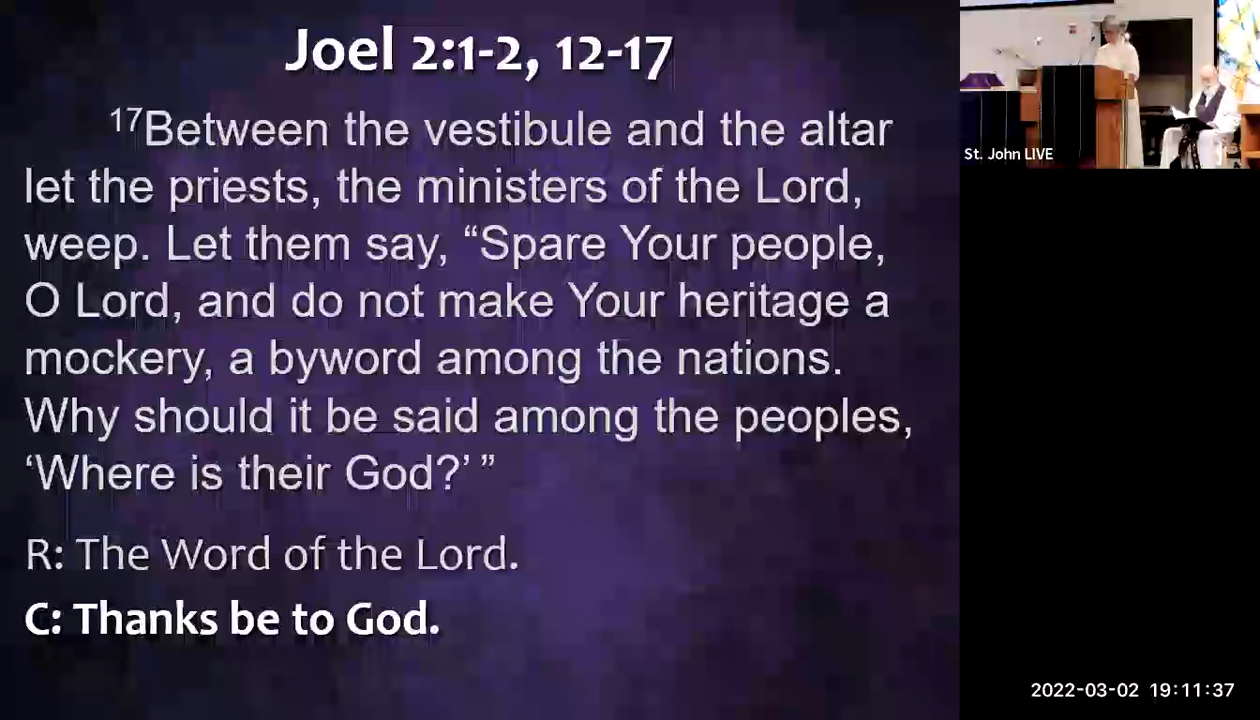 Joel 2:1-2, 12-17
17Between the vestibule and the altar
let the priests, the ministers of the Lord,
weep. Let them say, “Spare Your people,
O Lord, and do not make Your heritage a
mockery, a byword among the nations.
Why should it be said among the peoples,
‘Where is their God?’ ”
R: The Word of the Lord.
C: Thanks be to God.
St. John LIVE
2022-03-02 19:11:37